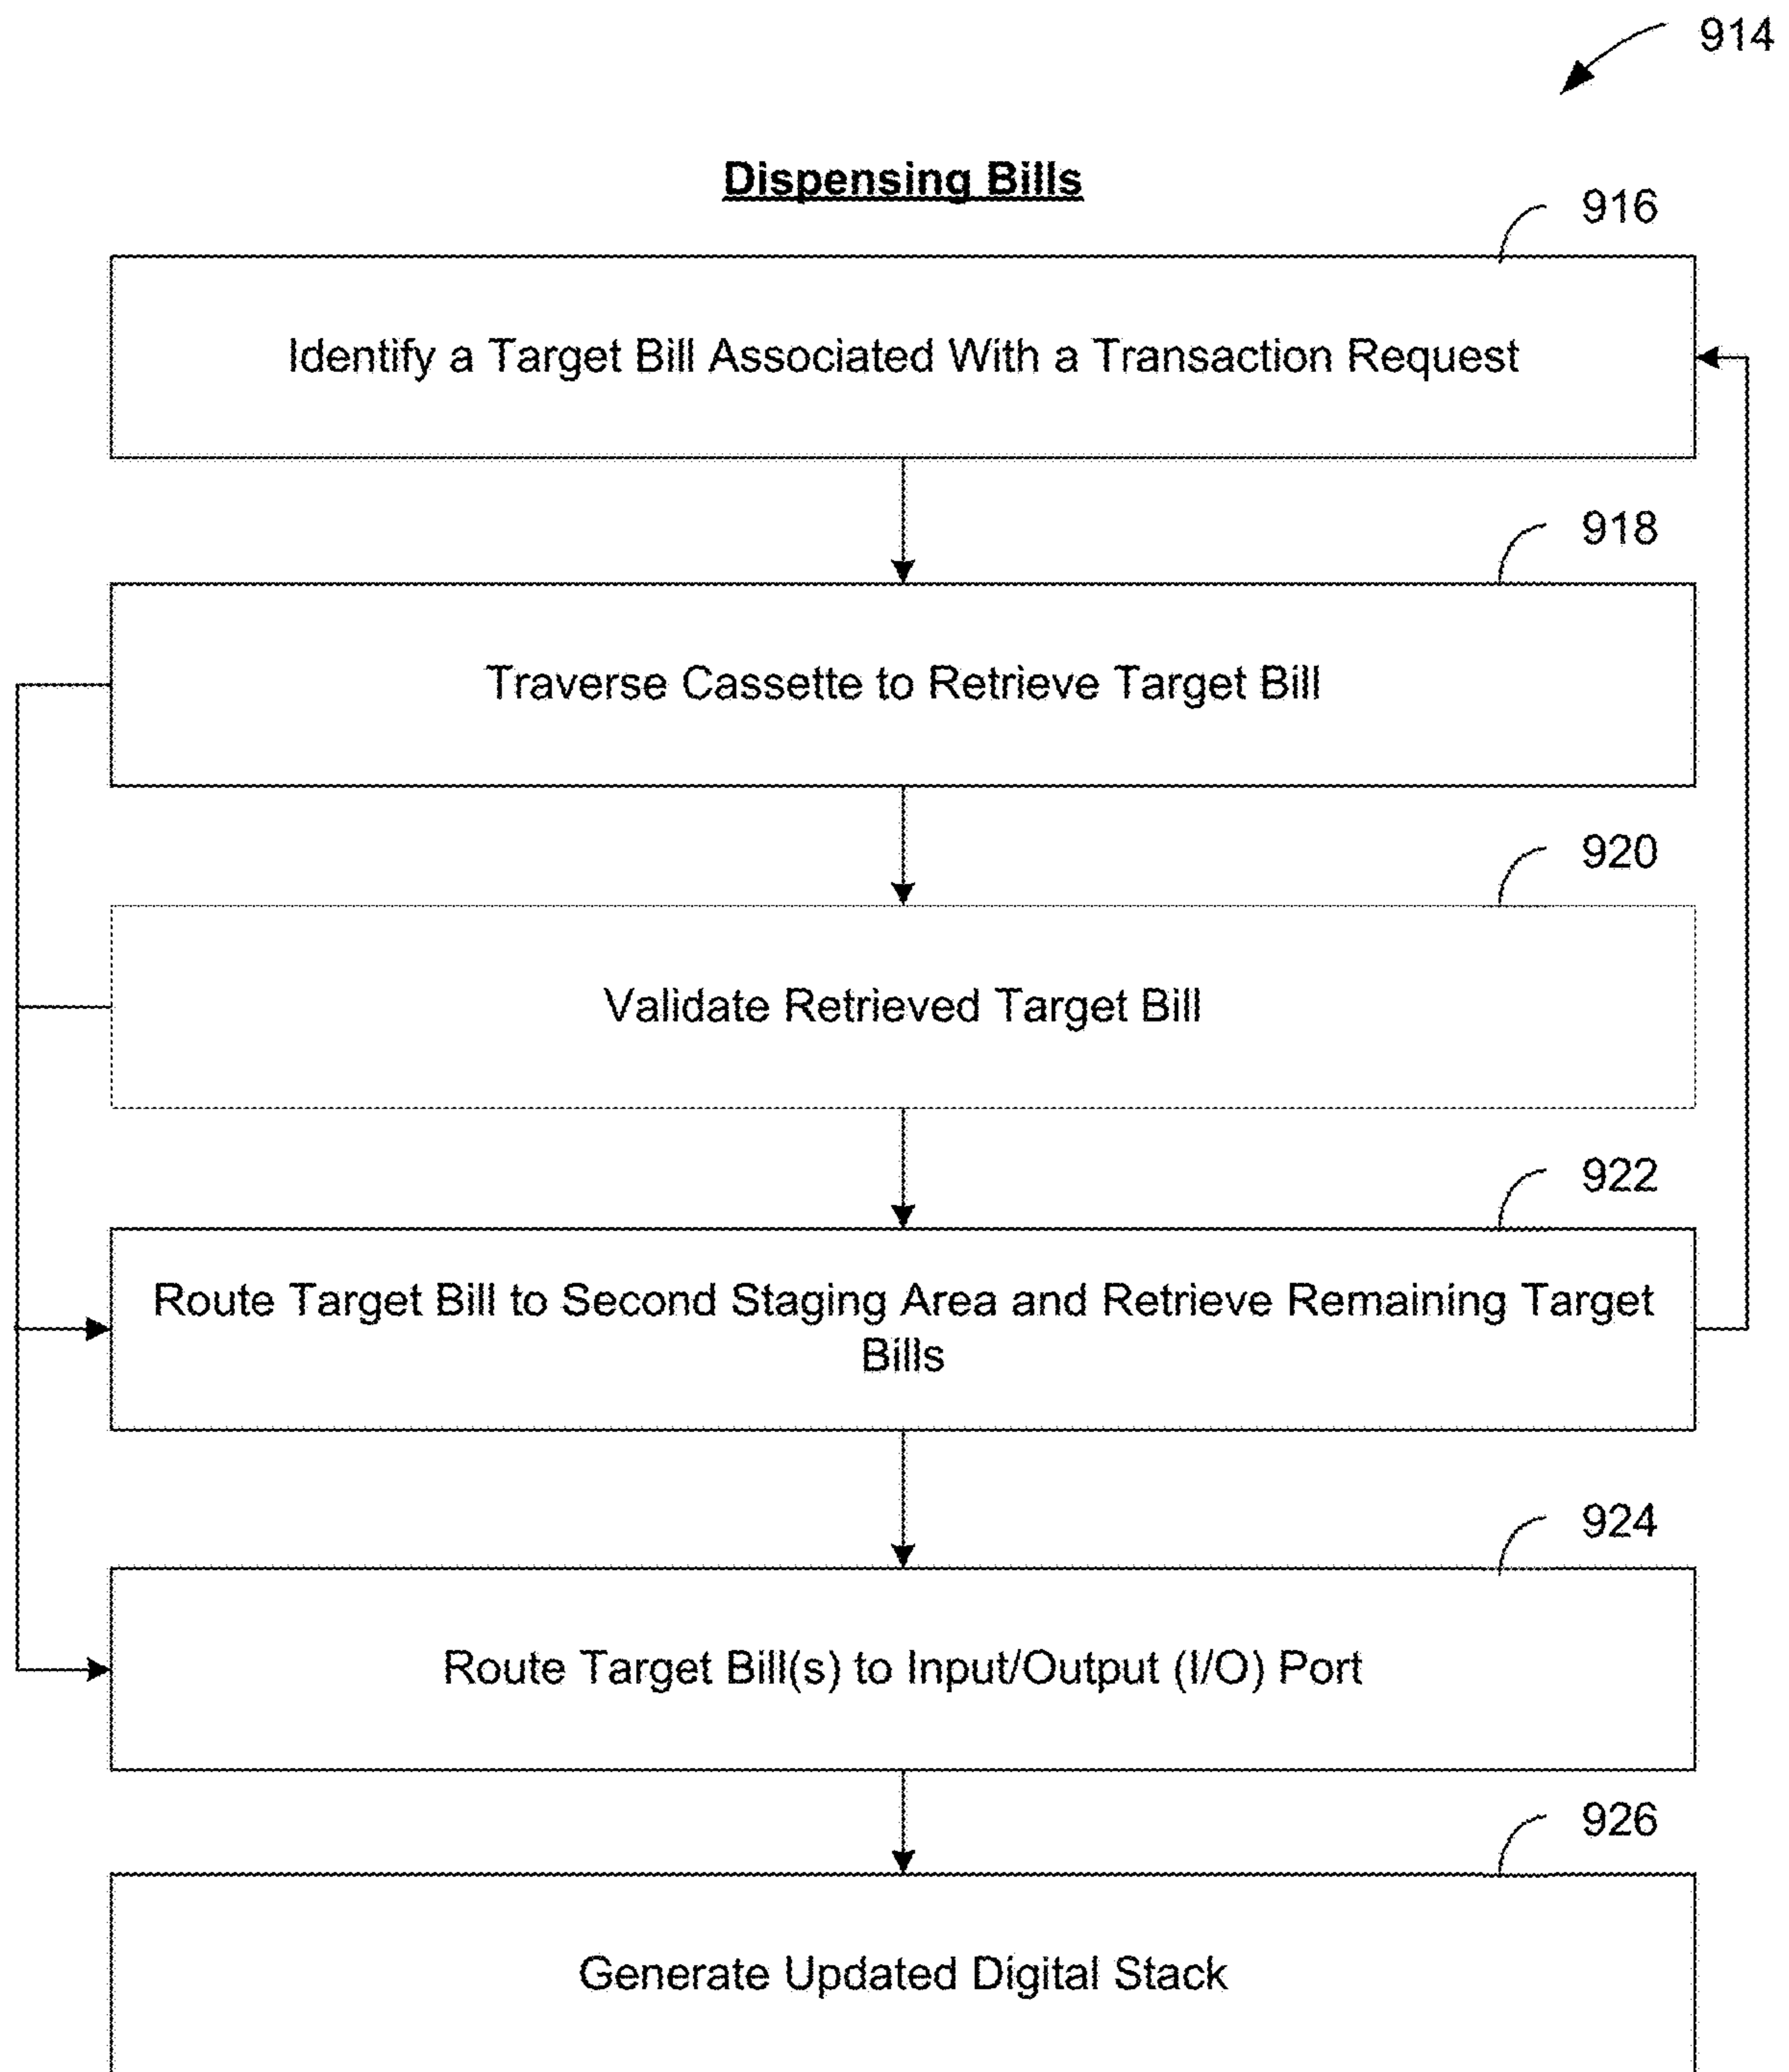 914
Dispensing Bills
916
Identify a Target Bill Associated With a Transaction Request
918
Traverse Cassette to Retrieve Target Bill
920
Validate Retrieved Target Bill
922
Route Target Bill to Second Staging Area and Retrieve Remaining Target
Bills
924
Route Target Bill(s) to Input/Output (I/O) Port
926
Generate Updated Digital Stack